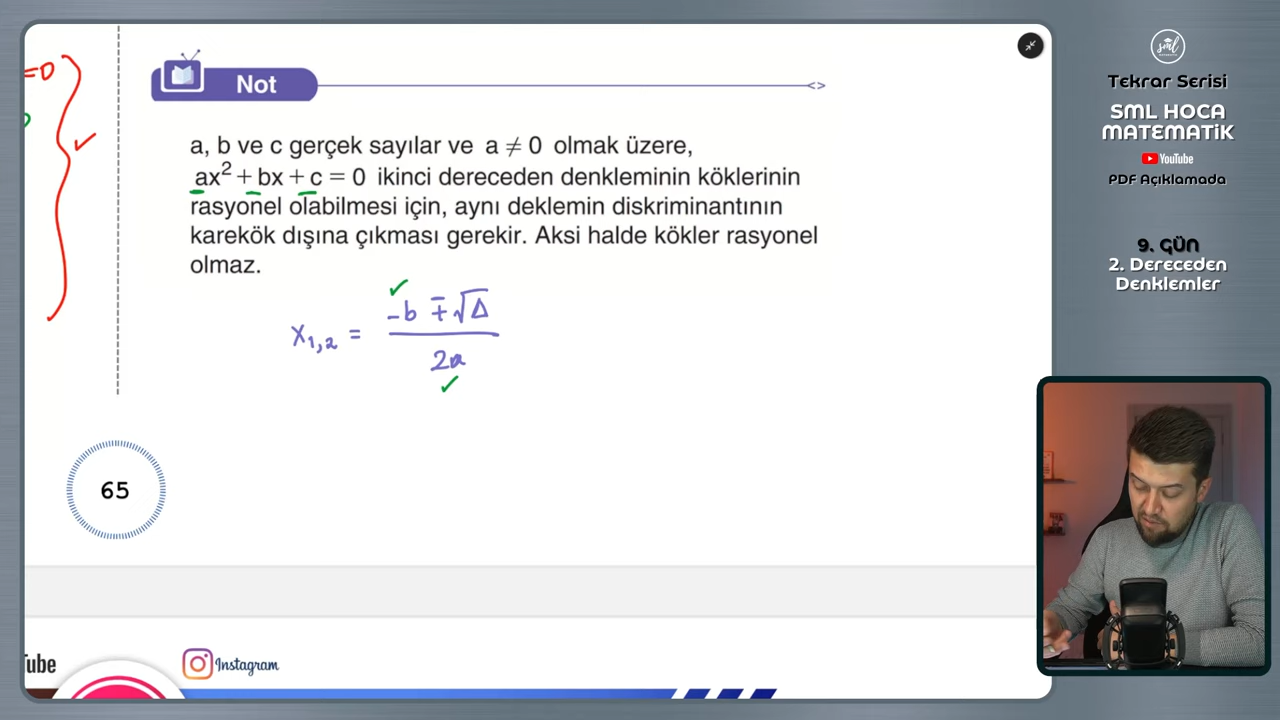 =0
Not
a, b ve c gerçek sayılar ve a ≠ 0 olmak üzere,
ax² + bx + c = 0 ikinci dereceden denkleminin köklerinin
rasyonel olabilmesi için, aynı deklemin diskriminantının
karekök dışına çıkması gerekir. Aksi halde kökler rasyonel
olmaz.
x₁,₂ = (-b ∓ √Δ) / 2a
65
Tube
Instagram
sml
Tekrar Serisi
SML HOCA
MATEMATİK
YouTube
PDF Açıklamada
9. GÜN
2. Dereceden
Denklemler